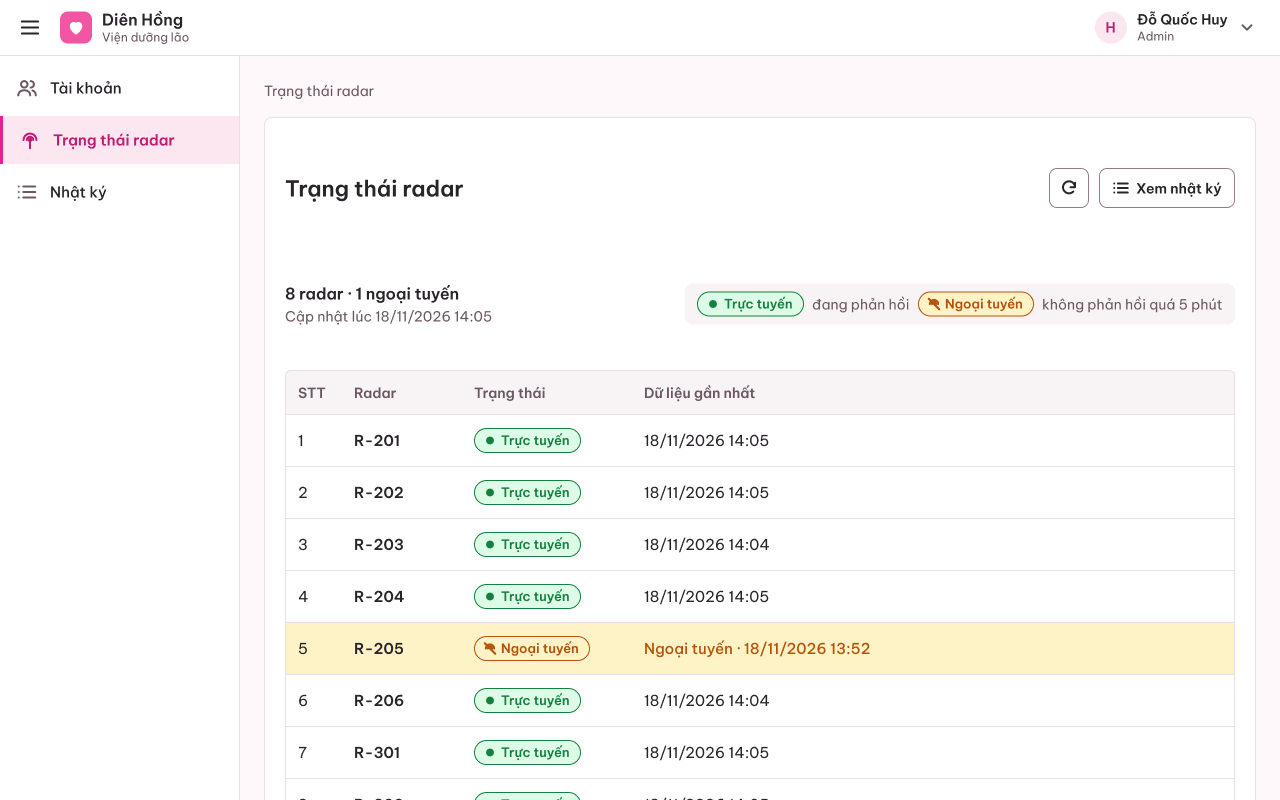 Diên Hồng
Viện dưỡng lão
H
Đỗ Quốc Huy
Admin
Tài khoản
Trạng thái radar
Nhật ký
Trạng thái radar
Trạng thái radar
Xem nhật ký
8 radar · 1 ngoại tuyến
Cập nhật lúc 18/11/2026 14:05
Trực tuyến đang phản hồi Ngoại tuyến không phản hồi quá 5 phút
STT Radar Trạng thái Dữ liệu gần nhất
1 R-201 Trực tuyến 18/11/2026 14:05
2 R-202 Trực tuyến 18/11/2026 14:05
3 R-203 Trực tuyến 18/11/2026 14:04
4 R-204 Trực tuyến 18/11/2026 14:05
5 R-205 Ngoại tuyến Ngoại tuyến · 18/11/2026 13:52
6 R-206 Trực tuyến 18/11/2026 14:04
7 R-301 Trực tuyến 18/11/2026 14:05